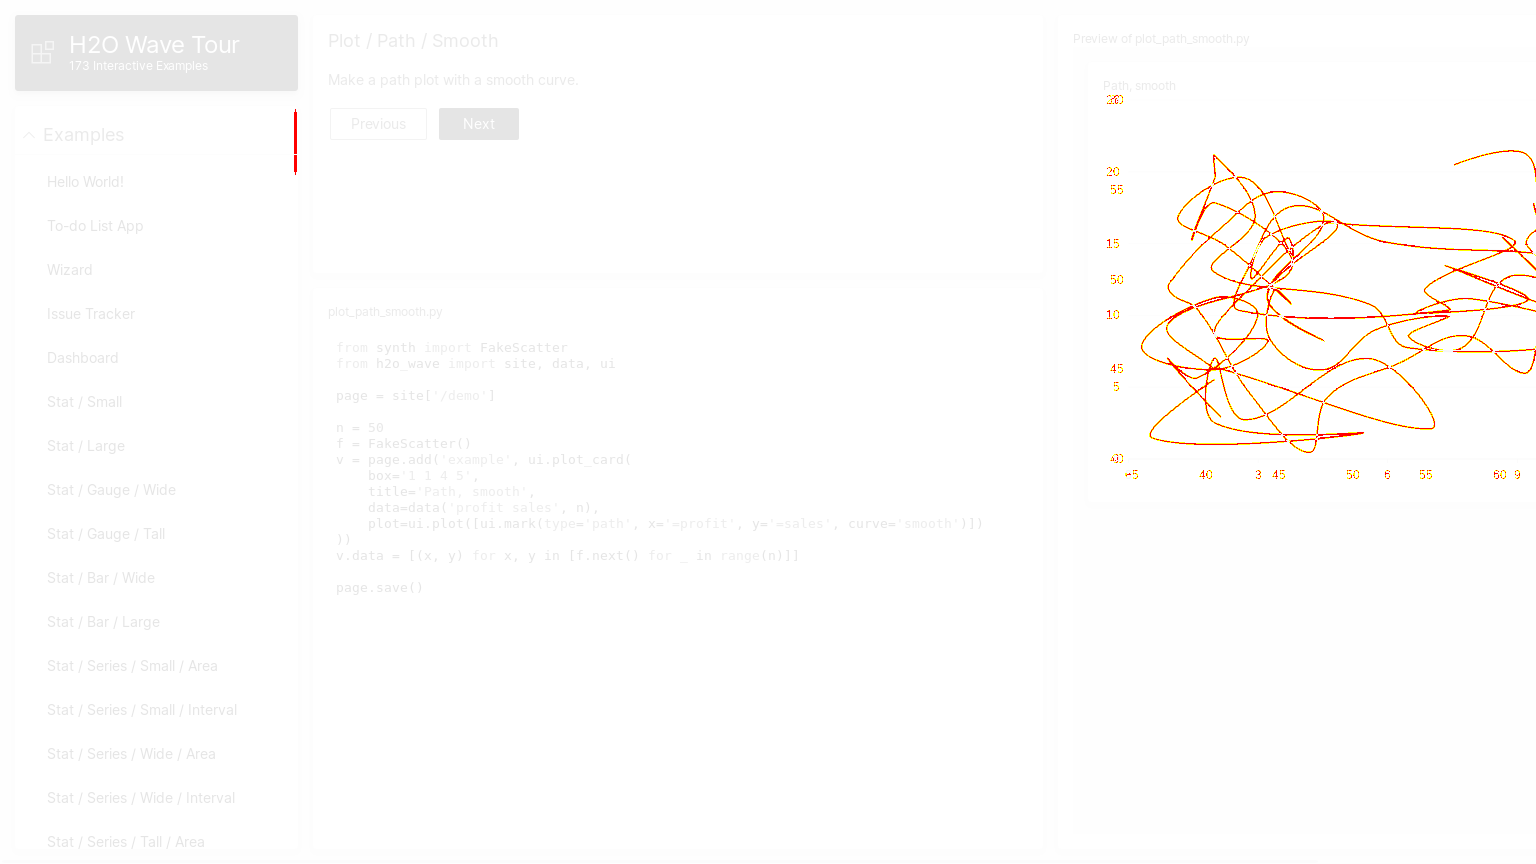 H2O Wave Tour
173 Interactive Examples
Examples
Hello World!
To-do List App
Wizard
Issue Tracker
Dashboard
Stat / Small
Stat / Large
Stat / Gauge / Wide
Stat / Gauge / Tall
Stat / Bar / Wide
Stat / Bar / Large
Stat / Series / Small / Area
Stat / Series / Small / Interval
Stat / Series / Wide / Area
Stat / Series / Wide / Interval
Stat / Series / Tall / Area
Plot / Path / Smooth
Make a path plot with a smooth curve.
Previous Next
plot_path_smooth.py
from synth import FakeScatter
from h2o_wave import site, data, ui
page = site['/demo']
n = 50
f = FakeScatter()
v = page.add('example', ui.plot_card(
    box='1 1 4 5',
    title='Path, smooth',
    data=data('profit sales', n),
    plot=ui.plot([ui.mark(type='path', x='=profit', y='=sales', curve='smooth')])
))
v.data = [(x, y) for x, y in [f.next() for _ in range(n)]]
page.save()
Preview of plot_path_smooth.py
Path, smooth
20
55
15
50
10
45
5
40 3 45 50 6 55 60 9